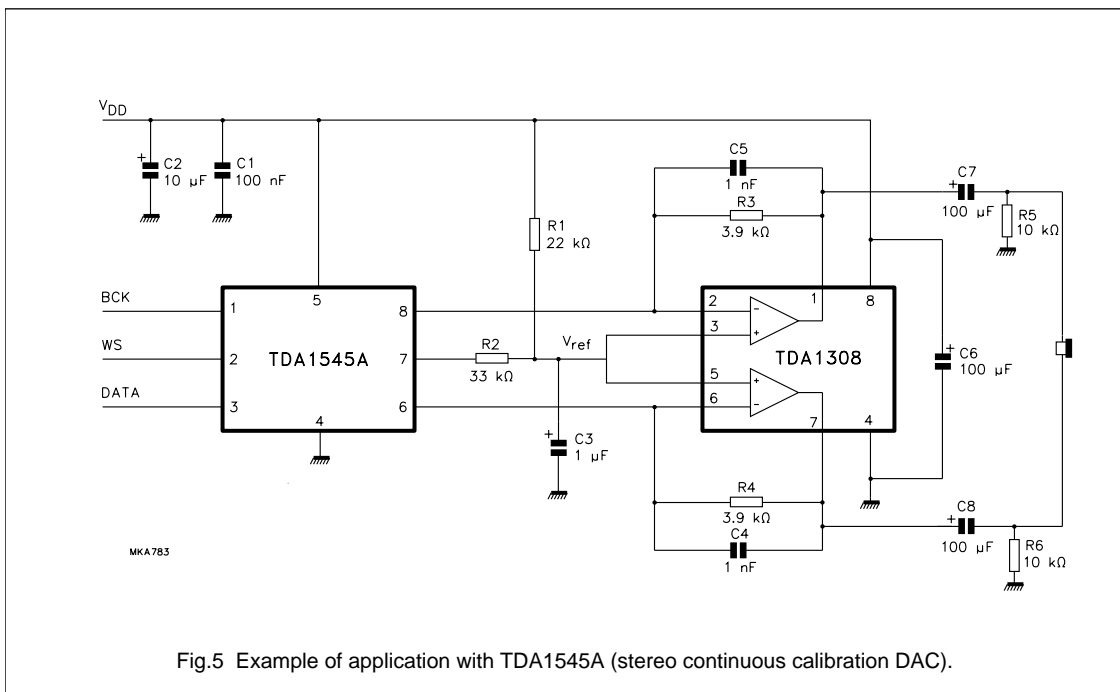 VDD
C2
10 µF
C1
100 nF
C5
1 nF
R3
3.9 kΩ
C7
100 µF
R5
10 kΩ
R1
22 kΩ
BCK
WS
DATA
1
2
3
5
4
TDA1545A
8
7
6
R2
33 kΩ
Vref
C3
1 µF
2
3
5
6
1
8
7
4
TDA1308
C6
100 µF
R4
3.9 kΩ
C4
1 nF
C8
100 µF
R6
10 kΩ
MKA783
Fig.5 Example of application with TDA1545A (stereo continuous calibration DAC).